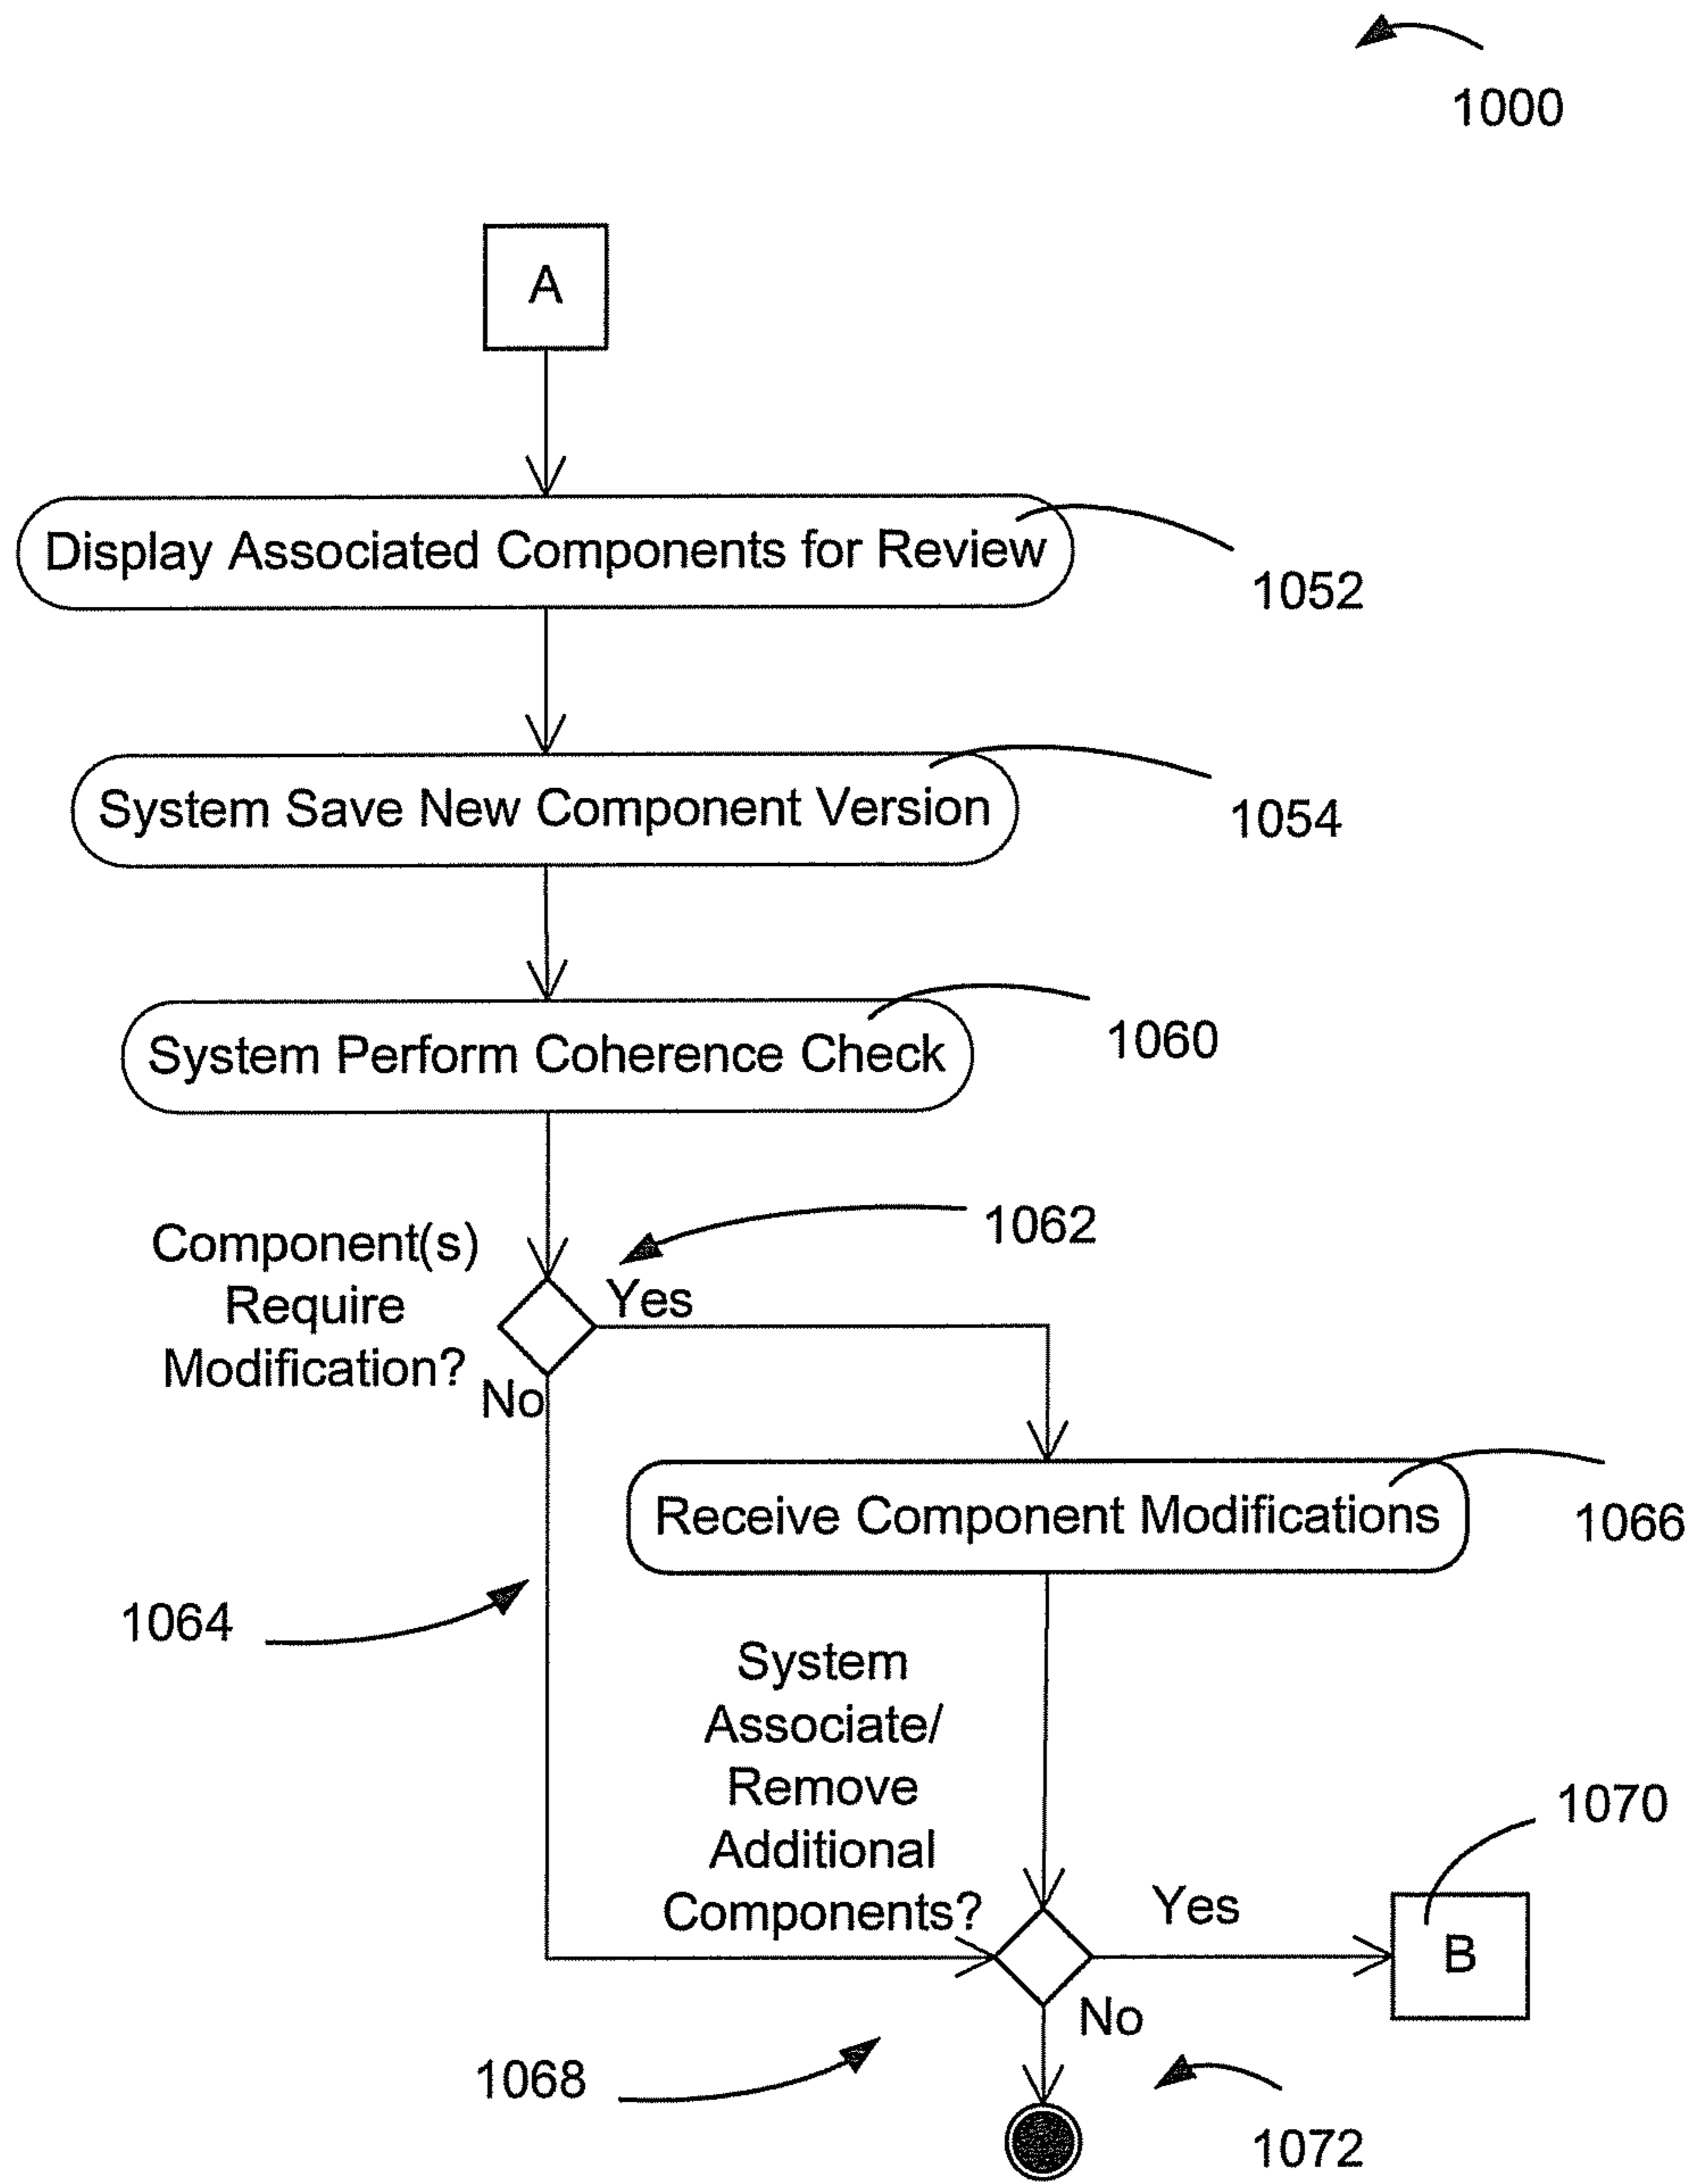 1000
A
Display Associated Components for Review
1052
System Save New Component Version
1054
System Perform Coherence Check
1060
Component(s)
Require
Modification?
1062
Yes
No
Receive Component Modifications
1066
1064
System
Associate/
Remove
Additional
Components?
1070
Yes
B
No
1068
1072